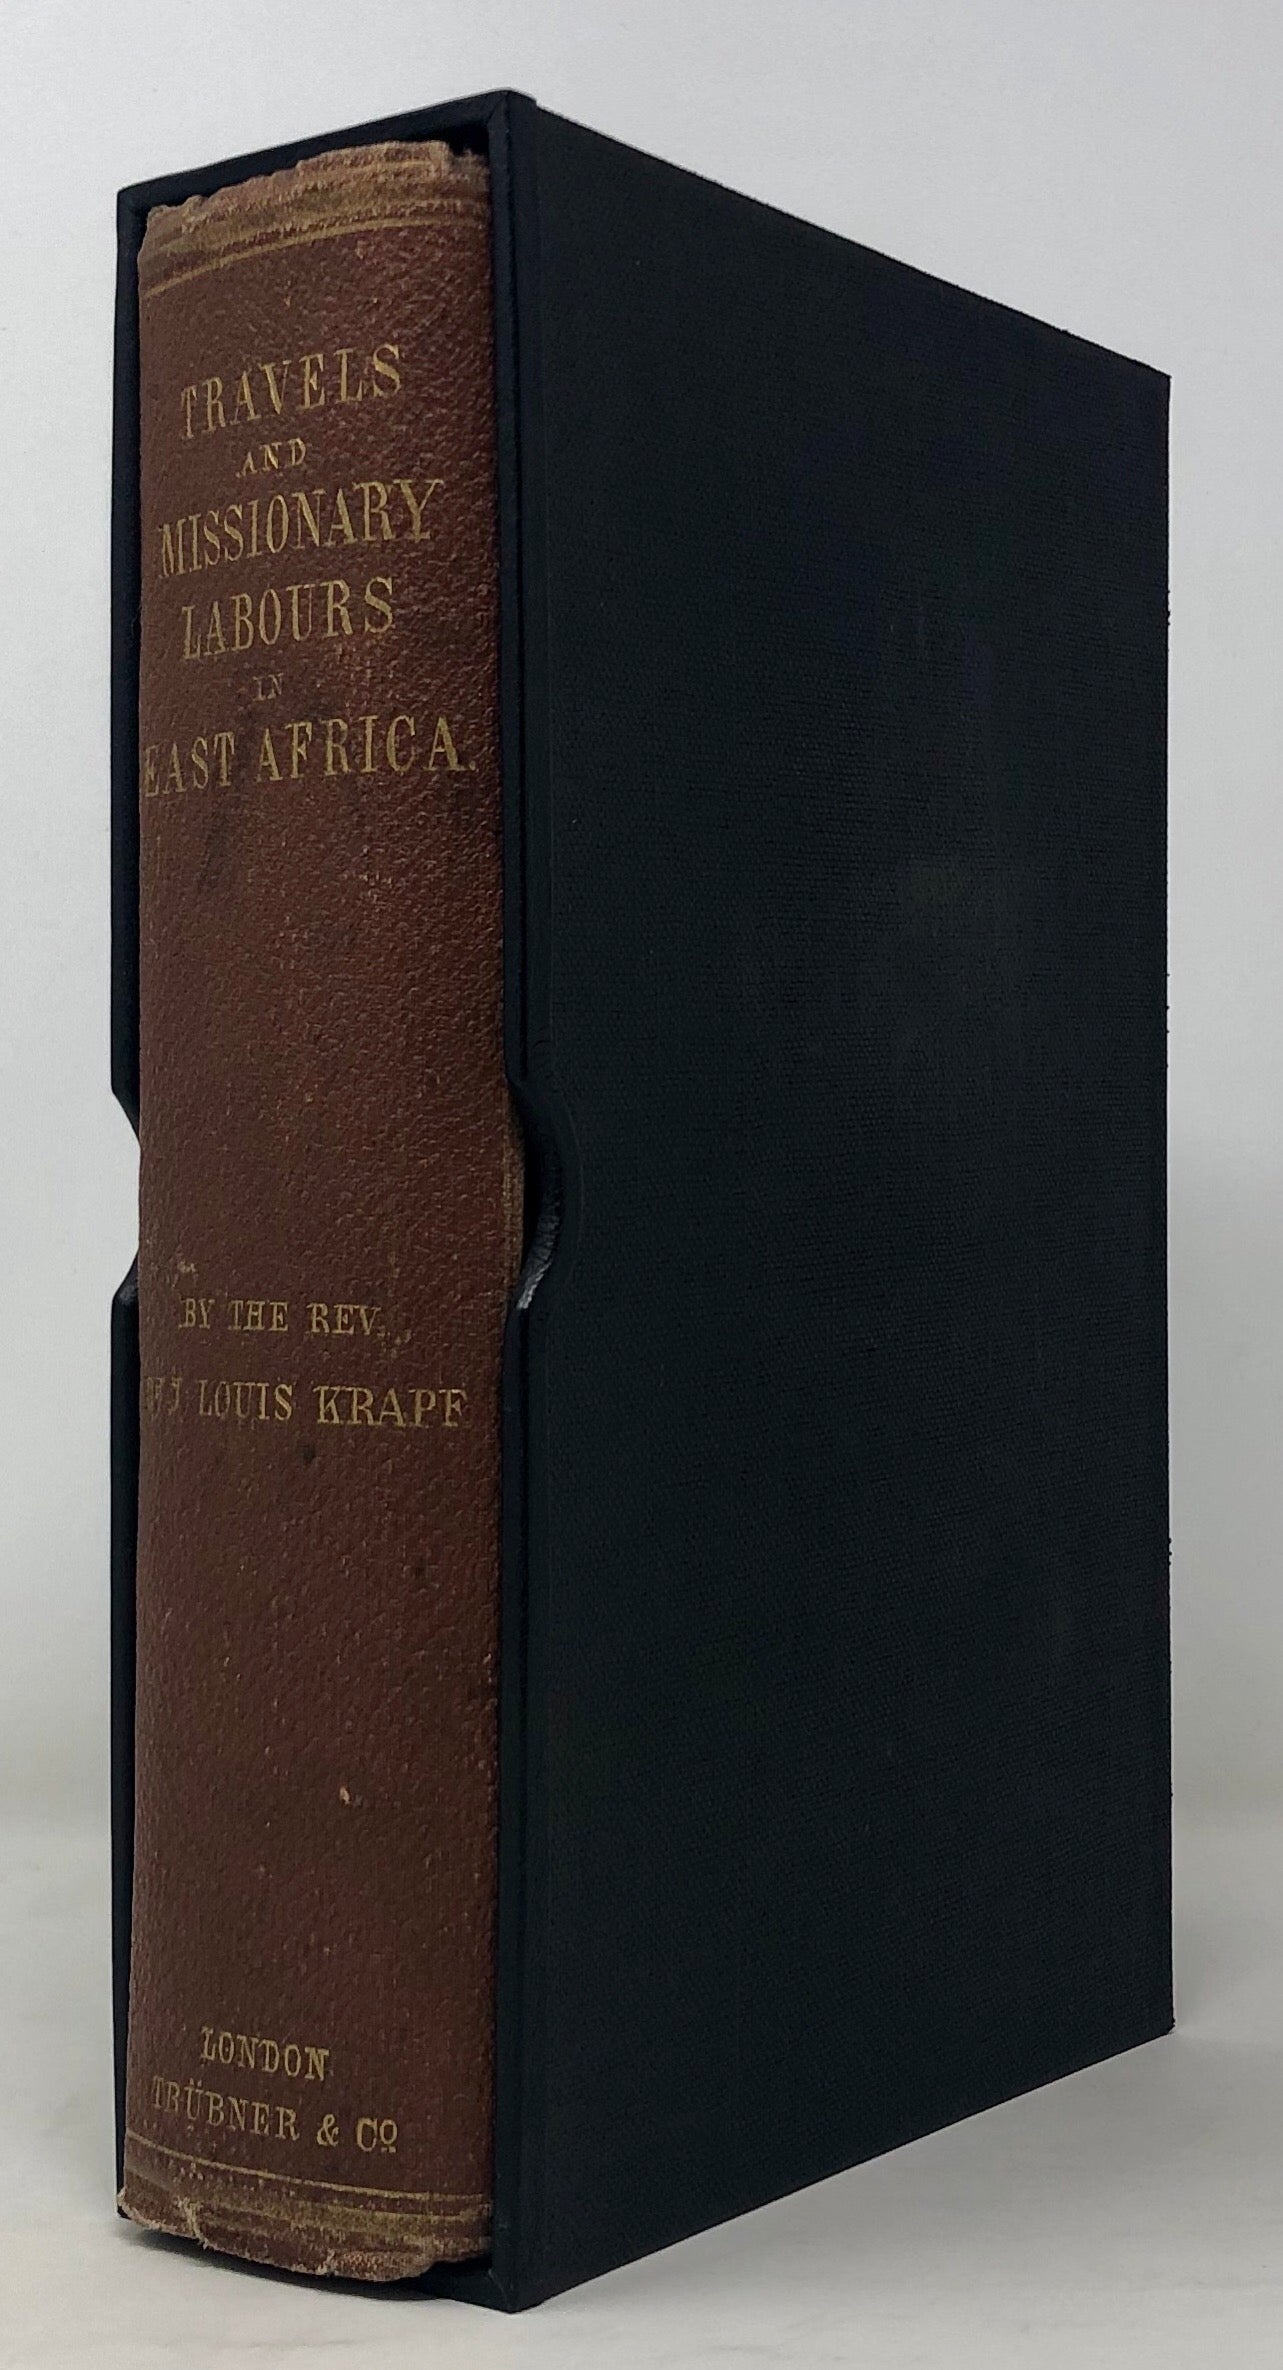 TRAVELS
AND
MISSIONARY
LABOURS
IN
EAST AFRICA.
BY THE REV.
J LOUIS KRAPF
LONDON
TRÜBNER & Co